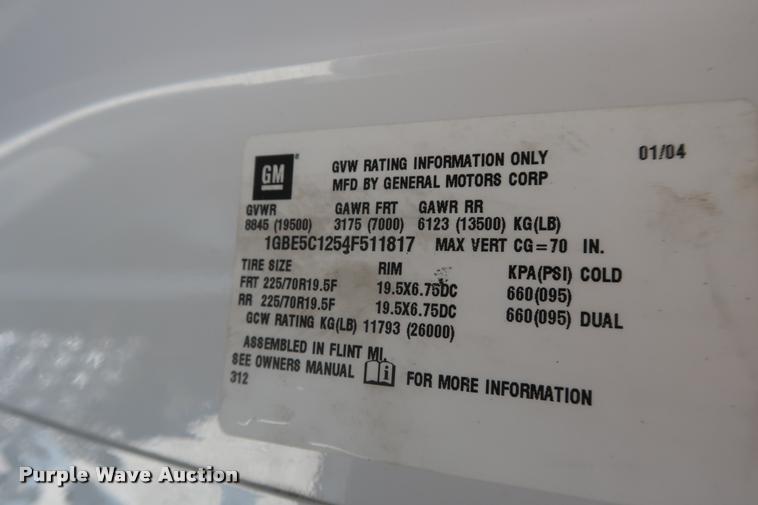 GM GVW RATING INFORMATION ONLY 01/04
MFD BY GENERAL MOTORS CORP
GVWR GAWR FRT GAWR RR
8845 (19500) 3175 (7000) 6123 (13500) KG(LB)
1GBE5C1254F511817 MAX VERT CG=70 IN.
TIRE SIZE RIM KPA(PSI) COLD
FRT 225/70R19.5F 19.5X6.75DC 660(095)
RR 225/70R19.5F 19.5X6.75DC 660(095) DUAL
GCW RATING KG(LB) 11793 (26000)
ASSEMBLED IN FLINT MI.
SEE OWNERS MANUAL i FOR MORE INFORMATION
312
Purple Wave Auction